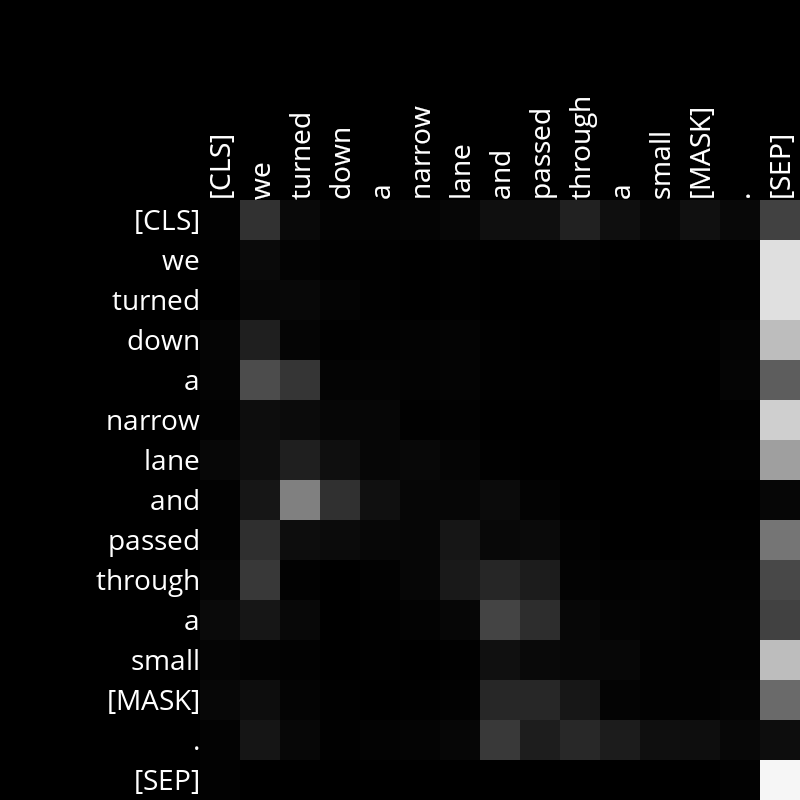 [CLS] we turned down a narrow lane and passed through a small [MASK] . [SEP]
[CLS]
we
turned
down
a
narrow
lane
and
passed
through
a
small
[MASK]
.
[SEP]